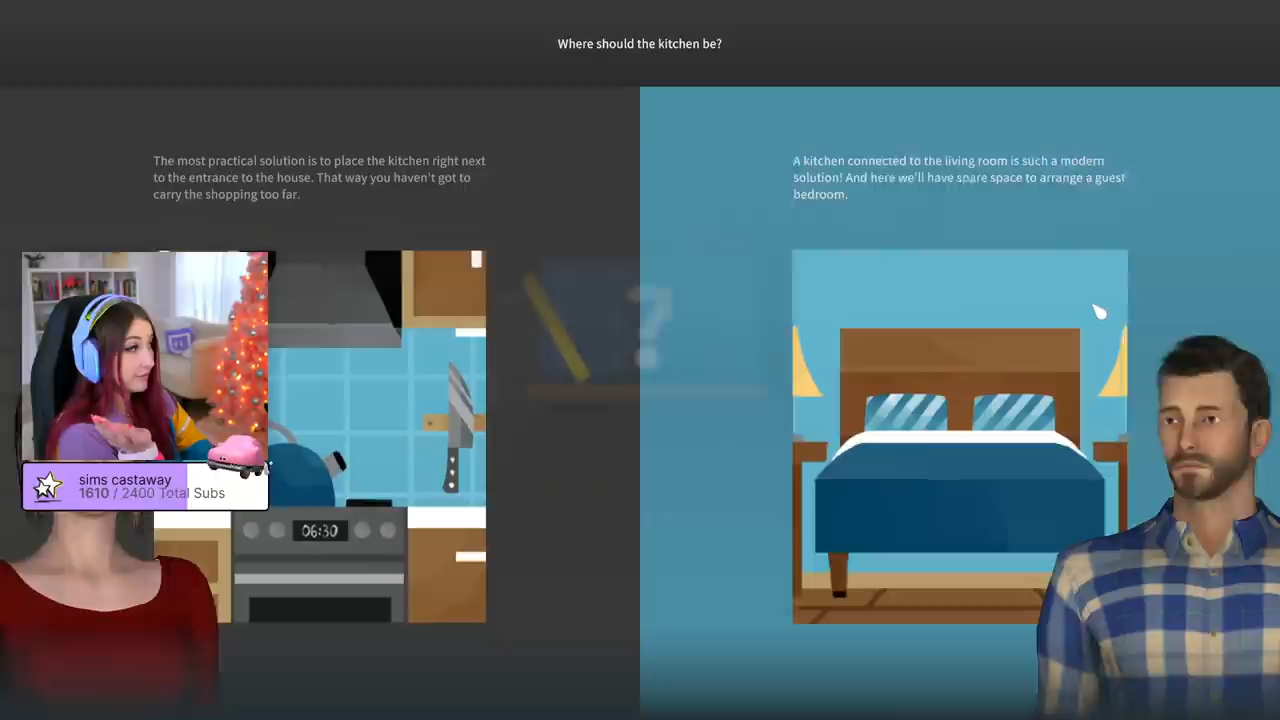 Where should the kitchen be?
The most practical solution is to place the kitchen right next
to the entrance to the house. That way you haven't got to
carry the shopping too far.
A kitchen connected to the living room is such a modern
solution! And here we'll have spare space to arrange a guest
bedroom.
?
06:30
sims castaway
1610 / 2400 Total Subs